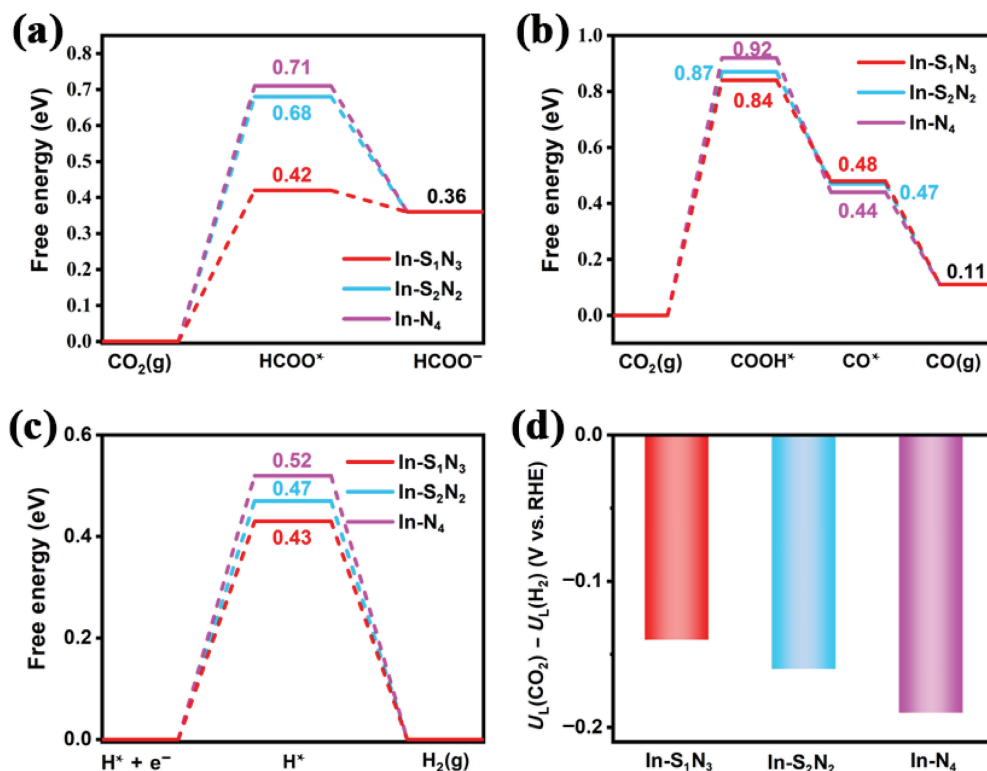 (a)
Free energy (eV)
0.8
0.7
0.6
0.5
0.4
0.3
0.2
0.1
0.0
0.71
0.68
0.42
0.36
In-S₁N₃
In-S₂N₂
In-N₄
CO₂(g)
HCOO*
HCOO⁻
(b)
Free energy (eV)
1.0
0.8
0.6
0.4
0.2
0.0
0.92
0.87
0.84
0.48
0.47
0.44
0.11
In-S₁N₃
In-S₂N₂
In-N₄
CO₂(g)
COOH*
CO*
CO(g)
(c)
Free energy (eV)
0.6
0.4
0.2
0.0
0.52
0.47
0.43
In-S₁N₃
In-S₂N₂
In-N₄
H* + e⁻
H*
H₂(g)
(d)
U_L(CO₂) − U_L(H₂) (V vs. RHE)
0.0
−0.1
−0.2
In-S₁N₃
In-S₂N₂
In-N₄